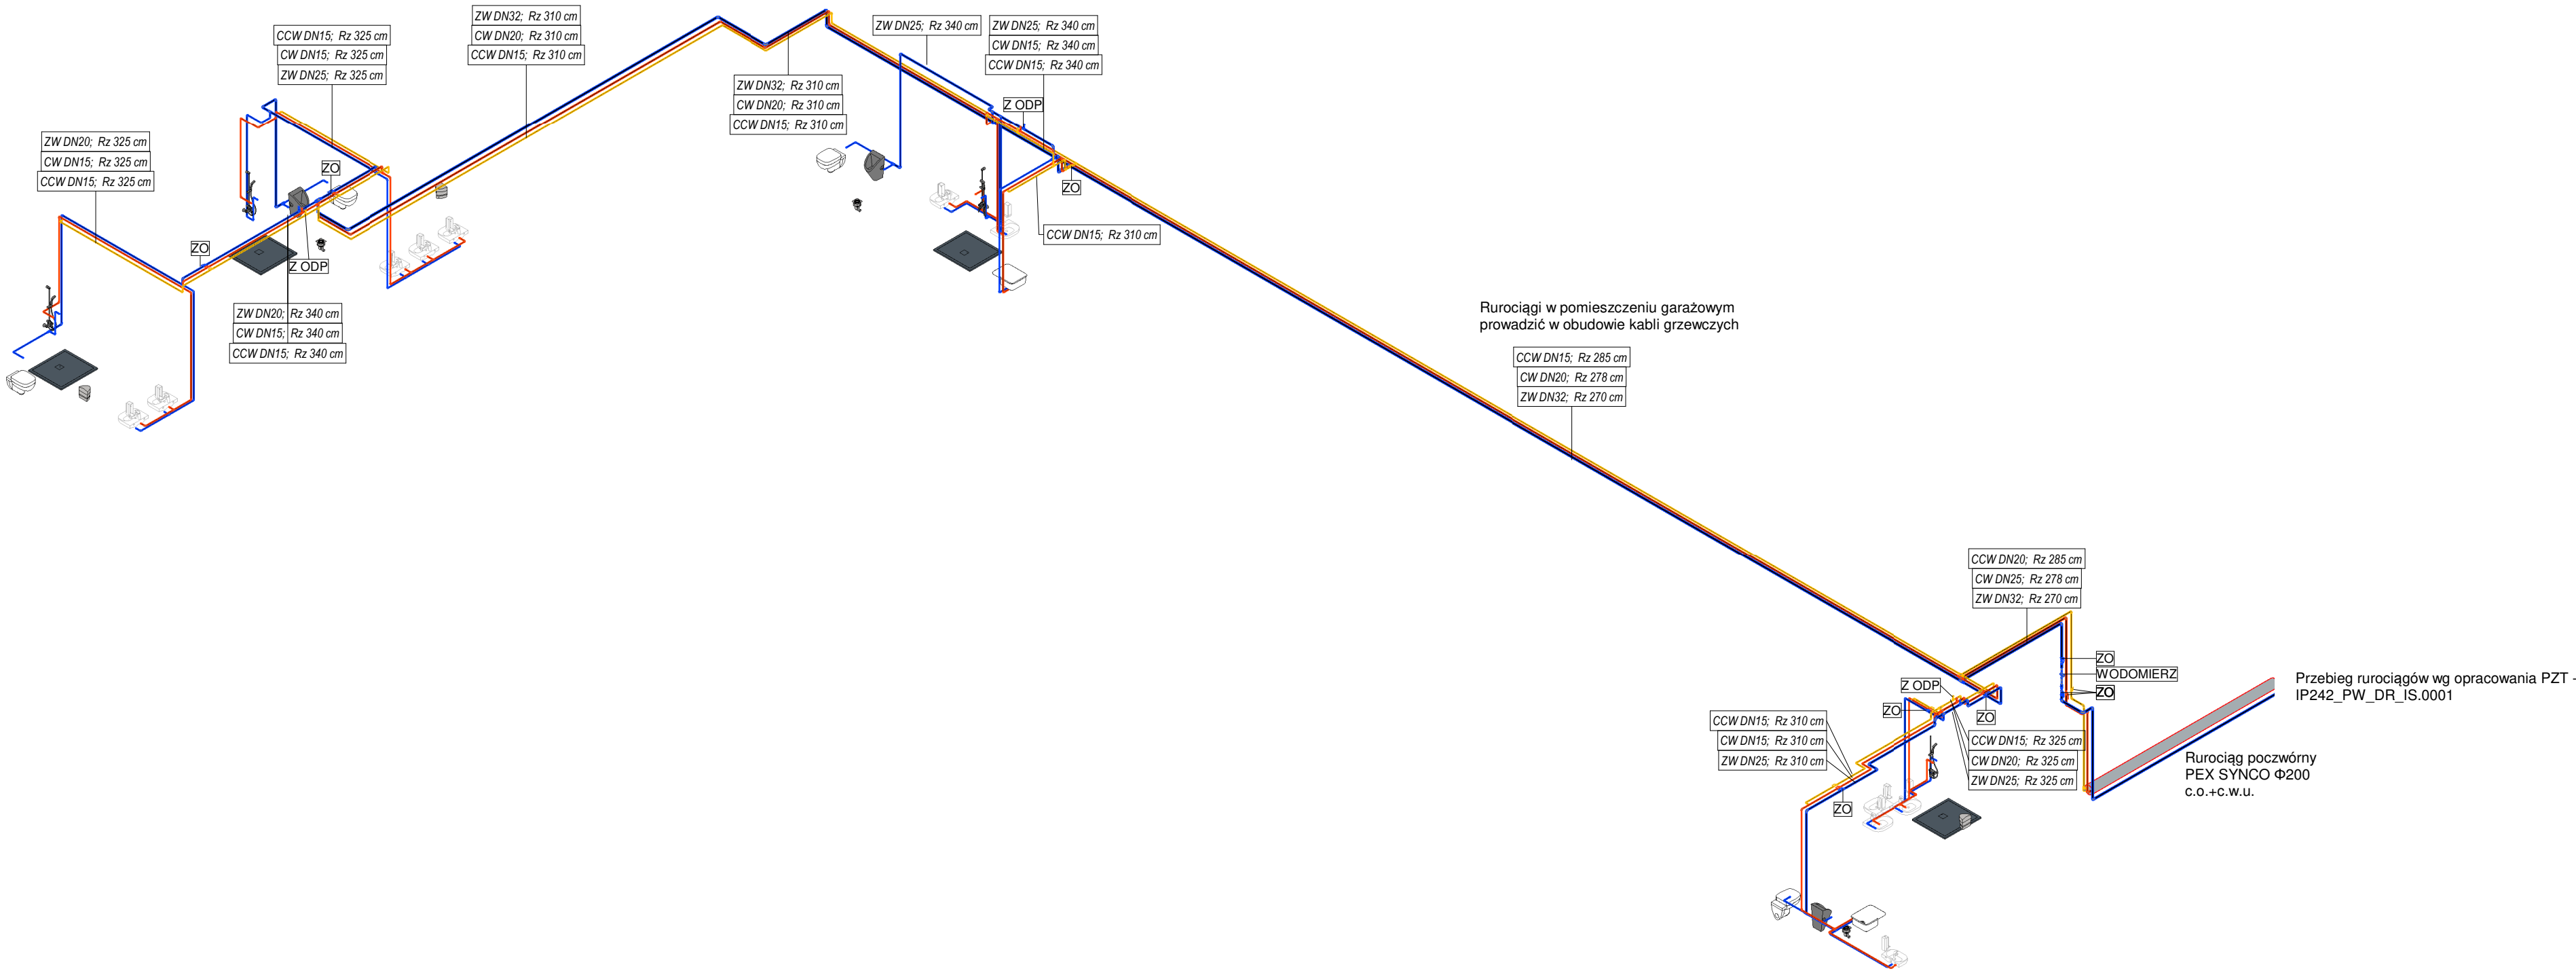 ZW DN32; Rz 310 cm
CW DN20; Rz 310 cm
CCW DN15; Rz 310 cm
CCW DN15; Rz 325 cm
CW DN15; Rz 325 cm
ZW DN25; Rz 325 cm
ZW DN25; Rz 340 cm
ZW DN25; Rz 340 cm
CW DN15; Rz 340 cm
CCW DN15; Rz 340 cm
ZW DN32; Rz 310 cm
CW DN20; Rz 310 cm
CCW DN15; Rz 310 cm
Z ODP
ZW DN20; Rz 325 cm
CW DN15; Rz 325 cm
CCW DN15; Rz 325 cm
ZO
ZO
CCW DN15; Rz 310 cm
ZO
Z ODP
ZW DN20; Rz 340 cm
CW DN15; Rz 340 cm
CCW DN15; Rz 340 cm
Rurociągi w pomieszczeniu garażowym
prowadzić w obudowie kabli grzewczych
CCW DN15; Rz 285 cm
CW DN20; Rz 278 cm
ZW DN32; Rz 270 cm
CCW DN20; Rz 285 cm
CW DN25; Rz 278 cm
ZW DN32; Rz 270 cm
ZO
WODOMIERZ
ZO
Przebieg rurociągów wg opracowania PZT -
IP242_PW_DR_IS.0001
Z ODP
ZO
ZO
CCW DN15; Rz 310 cm
CW DN15; Rz 310 cm
ZW DN25; Rz 310 cm
CCW DN15; Rz 325 cm
CW DN20; Rz 325 cm
ZW DN25; Rz 325 cm
Rurociąg poczwórny
PEX SYNCO Φ200
c.o.+c.w.u.
ZO